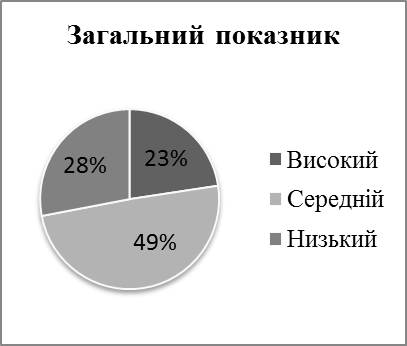 Загальний показник
28%
23%
49%
Високий
Середній
Низький